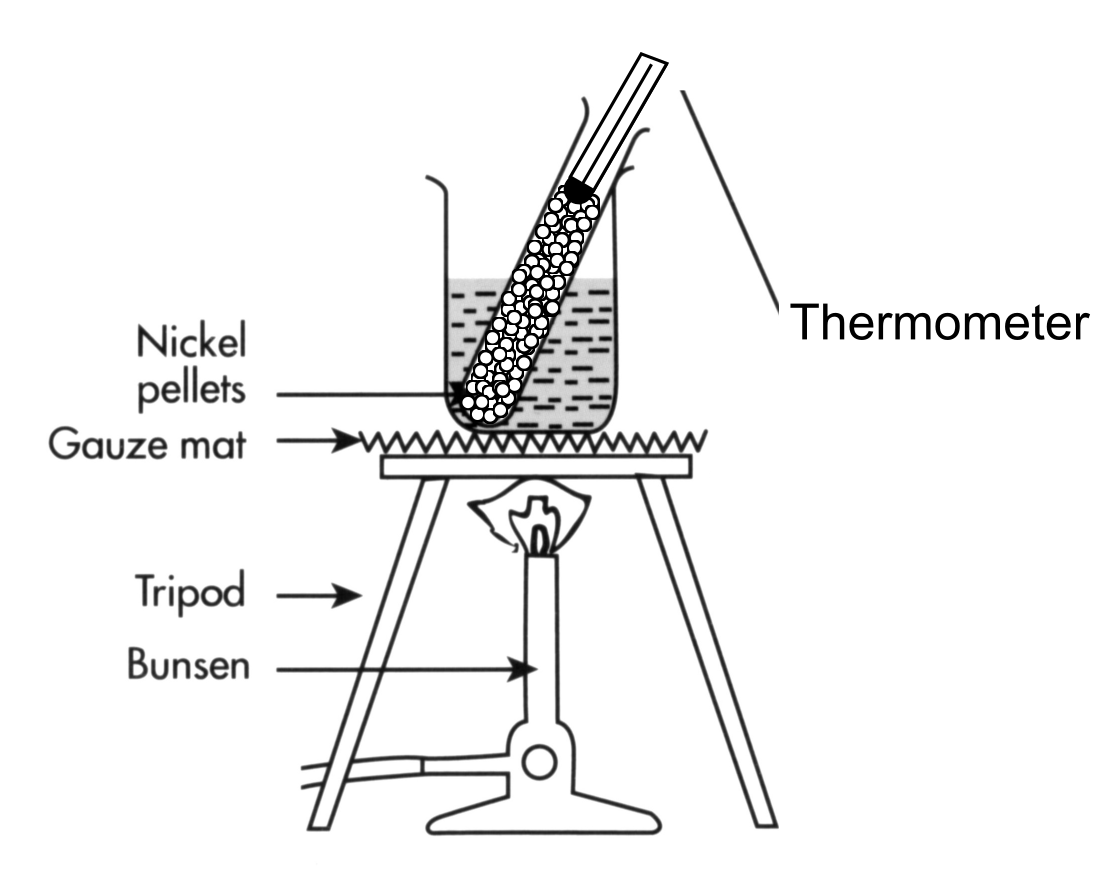 Nickel
pellets
Gauze mat
Thermometer
Tripod
Bunsen